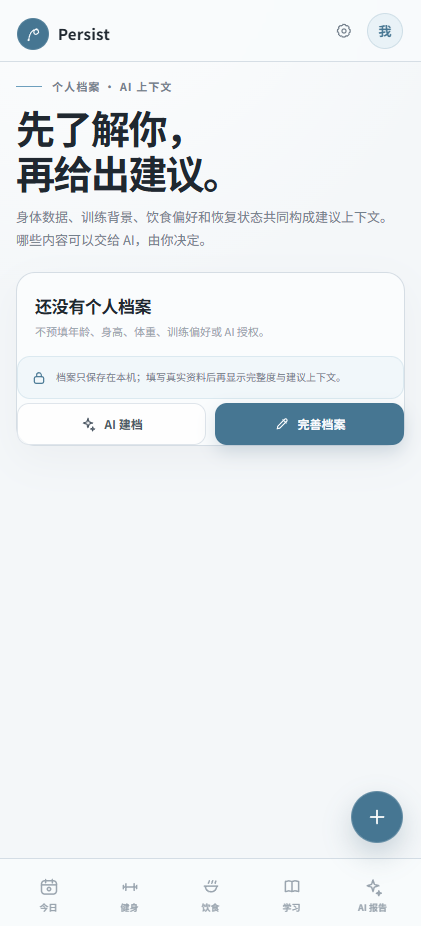 Persist
我
个人档案 · AI 上下文
先了解你，
再给出建议。
身体数据、训练背景、饮食偏好和恢复状态共同构成建议上下文。
哪些内容可以交给 AI，由你决定。
还没有个人档案
不预填年龄、身高、体重、训练偏好或 AI 授权。
档案只保存在本机；填写真实资料后再显示完整度与建议上下文。
AI 建档
完善档案
今日
健身
饮食
学习
AI 报告